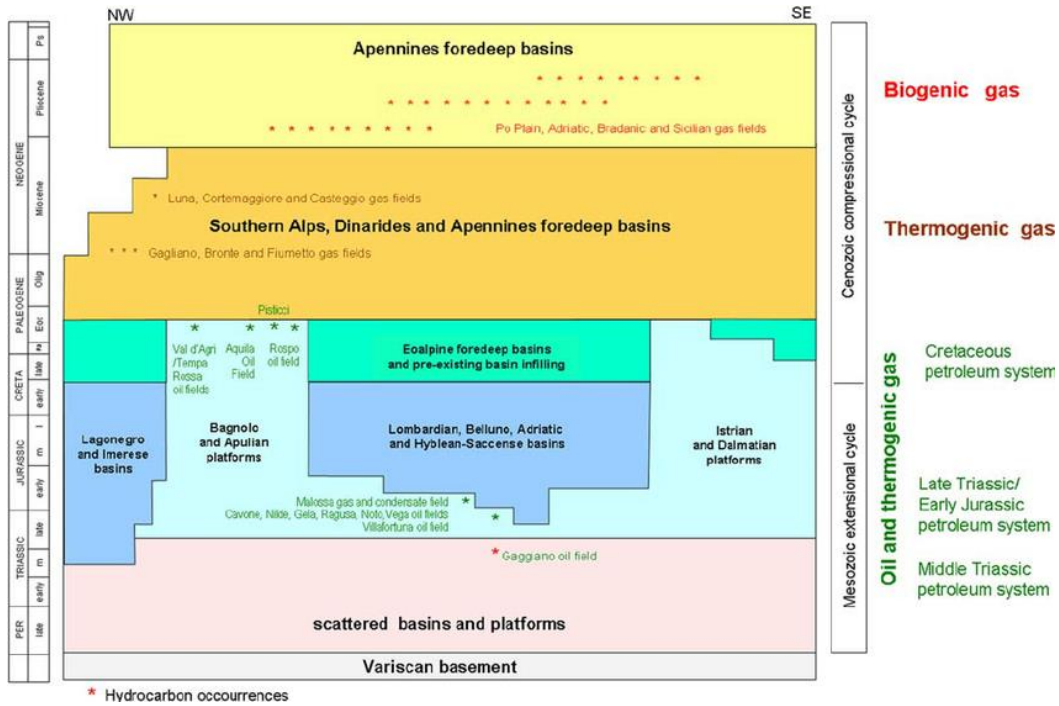 NW
SE
Ps
Pliocene
Miocene
NEOGENE
Olig
Eoc
Pa
PALEOGENE
late
early
CRETA
l
m
early
JURASSIC
late
m
early
TRIASSIC
late
PER
Apennines foredeep basins
* * * * * * * * *
* * * * * * * * * * * *
* * * * * * * * *
Po Plain, Adriatic, Bradanic and Sicilian gas fields
* Luna, Cortemaggiore and Casteggio gas fields
Southern Alps, Dinarides and Apennines foredeep basins
* * *
Gagliano, Bronte and Fiumetto gas fields
Pisticci
* * * *
Val d'Agri
/Tempa
Rossa
oil fields
Aquila
Oil
Field
Rospo
oil field
Eoalpine foredeep basins
and pre-existing basin infilling
Lagonegro
and Imerese
basins
Bagnolo
and Apulian
platforms
Lombardian, Belluno, Adriatic
and Hyblean-Saccense basins
Istrian
and Dalmatian
platforms
Malossa gas and condensate field *
Cavone, Nilde, Gela, Ragusa, Noto,Vega oil fields *
Villafortuna oil field
* Gaggiano oil field
scattered basins and platforms
Variscan basement
* Hydrocarbon occourrences
Cenozoic compressional cycle
Mesozoic extensional cycle
Biogenic gas
Thermogenic gas
Oil and thermogenic gas
Cretaceous
petroleum system
Late Triassic/
Early Jurassic
petroleum system
Middle Triassic
petroleum system